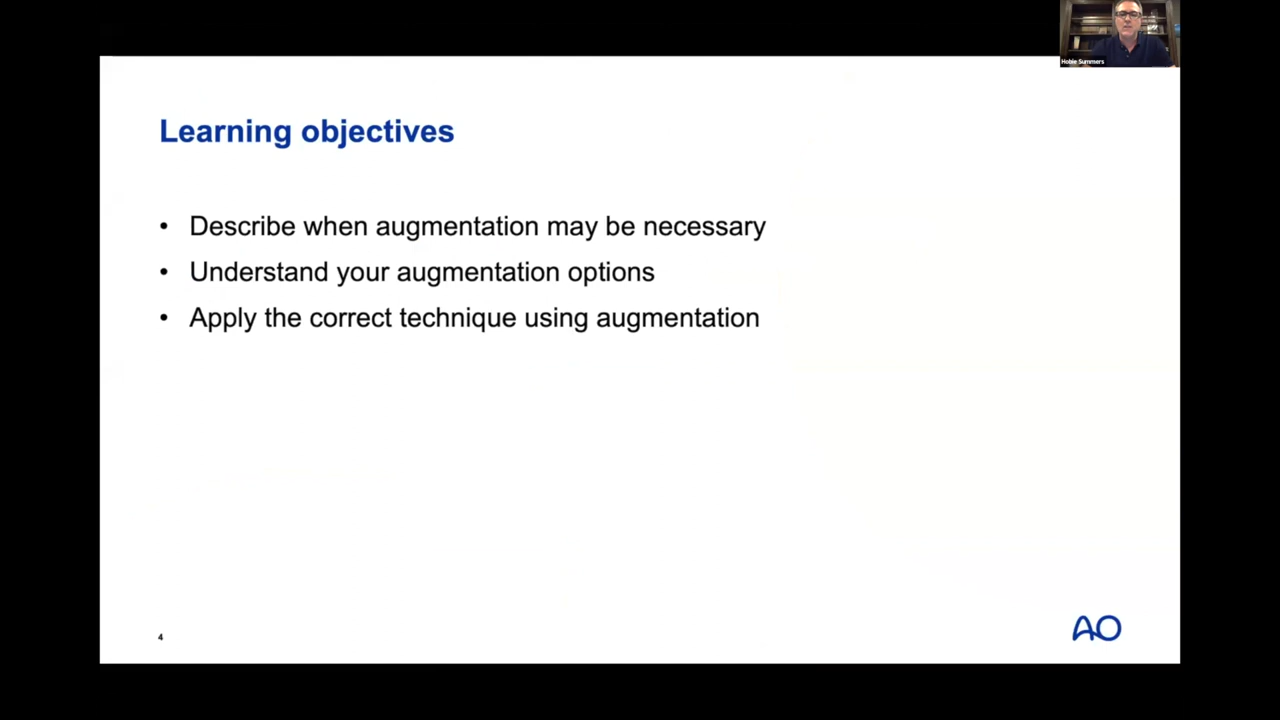 Hobie Summers
Learning objectives
• Describe when augmentation may be necessary
• Understand your augmentation options
• Apply the correct technique using augmentation
4
AO